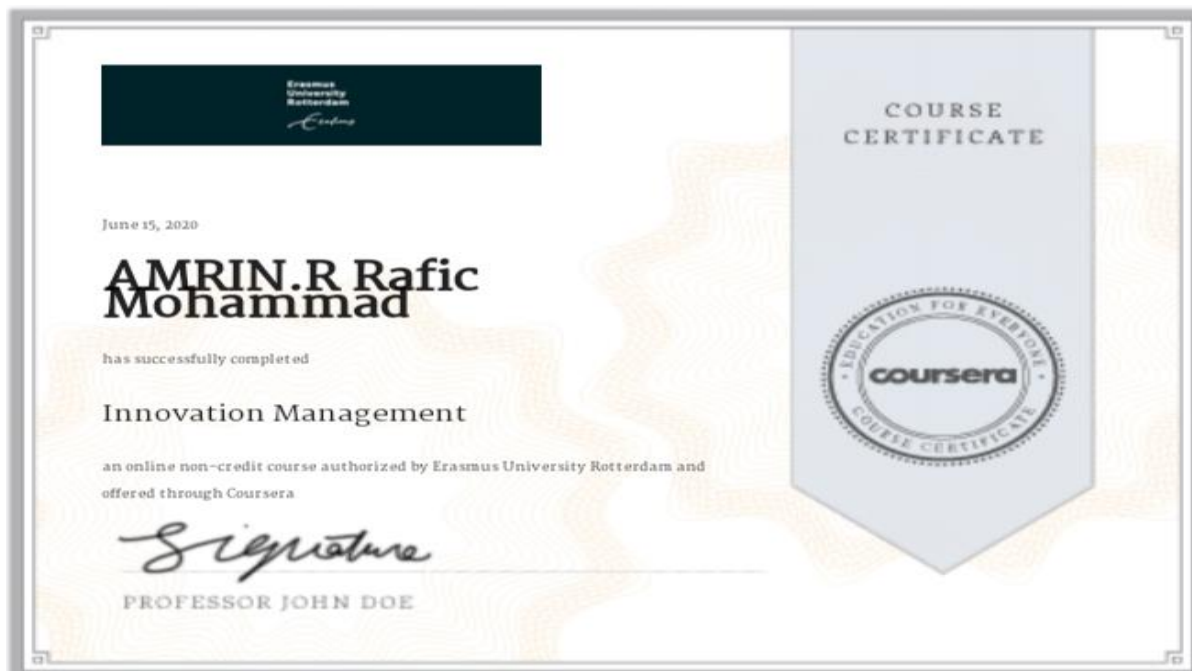 Erasmus
University
Rotterdam
Erasmus
June 15, 2020
AMRIN.R Rafic
Mohammad
has successfully completed
Innovation Management
an online non-credit course authorized by Erasmus University Rotterdam and
offered through Coursera
Signature
PROFESSOR JOHN DOE
COURSE
CERTIFICATE
EDUCATION FOR EVERYONE
coursera
COURSE CERTIFICATE